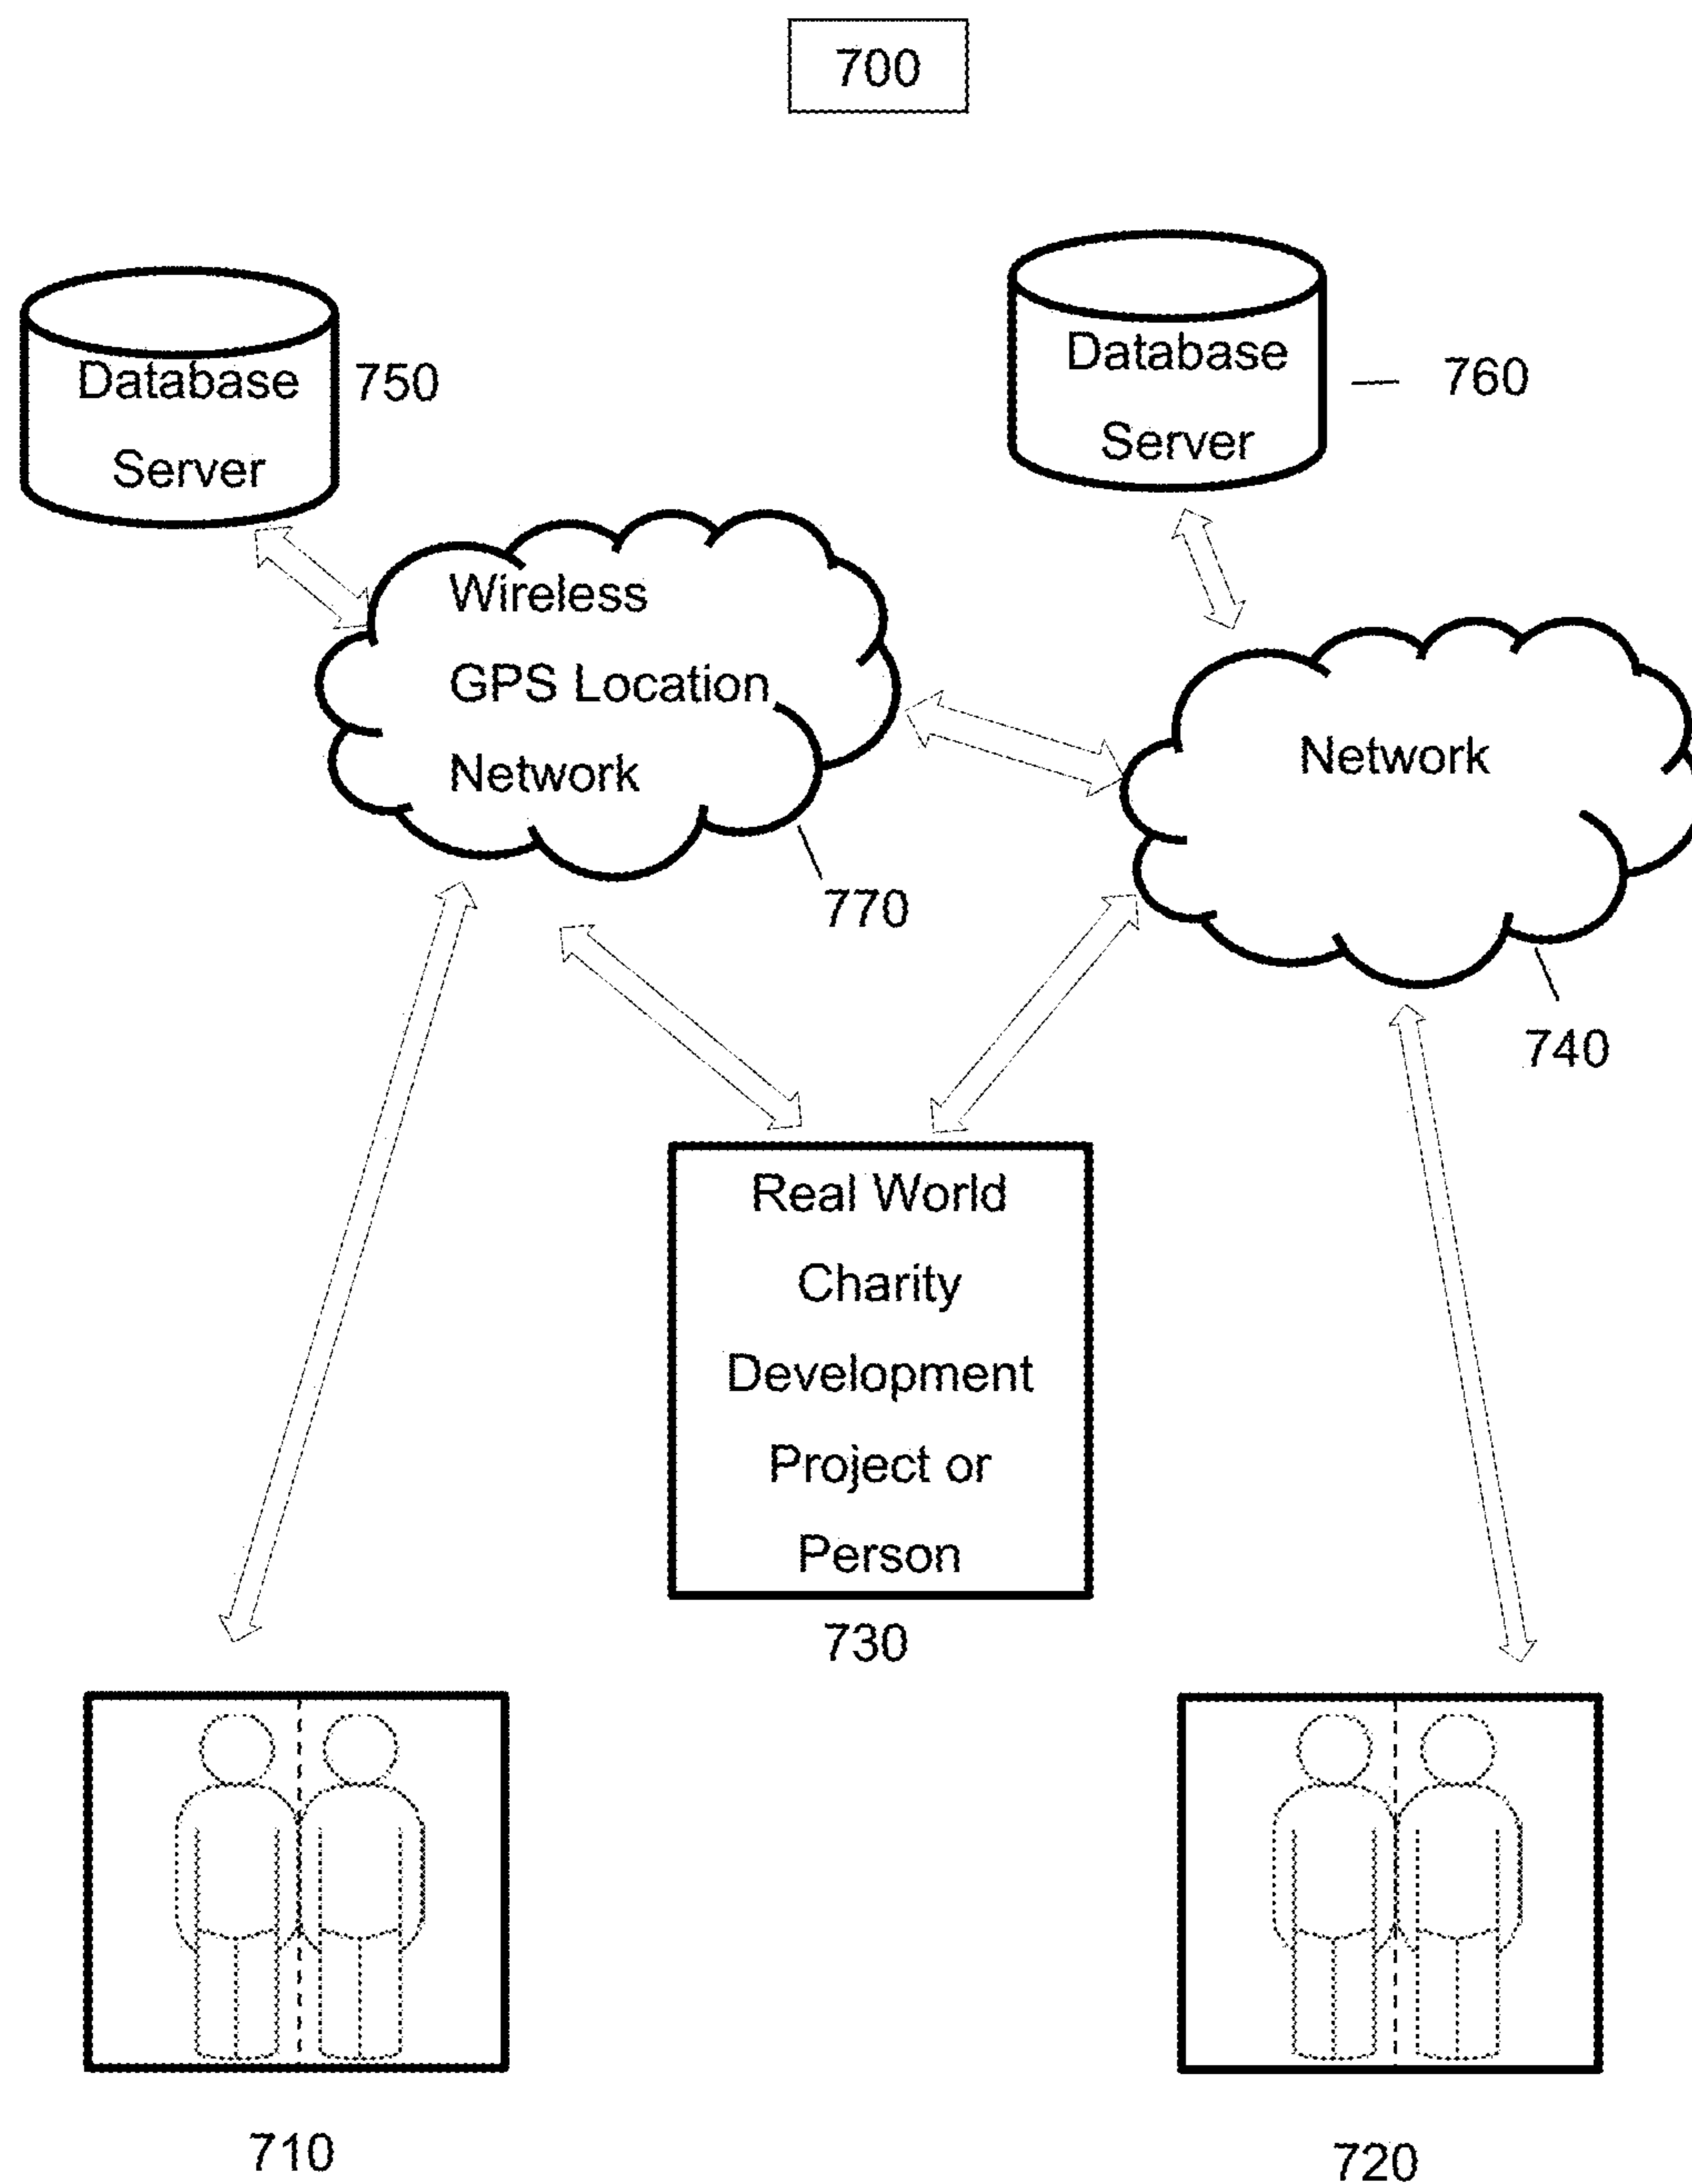 700
Database
Server
750
Database
Server
760
Wireless
GPS Location
Network
770
Network
740
Real World
Charity
Development
Project or
Person
730
710
720